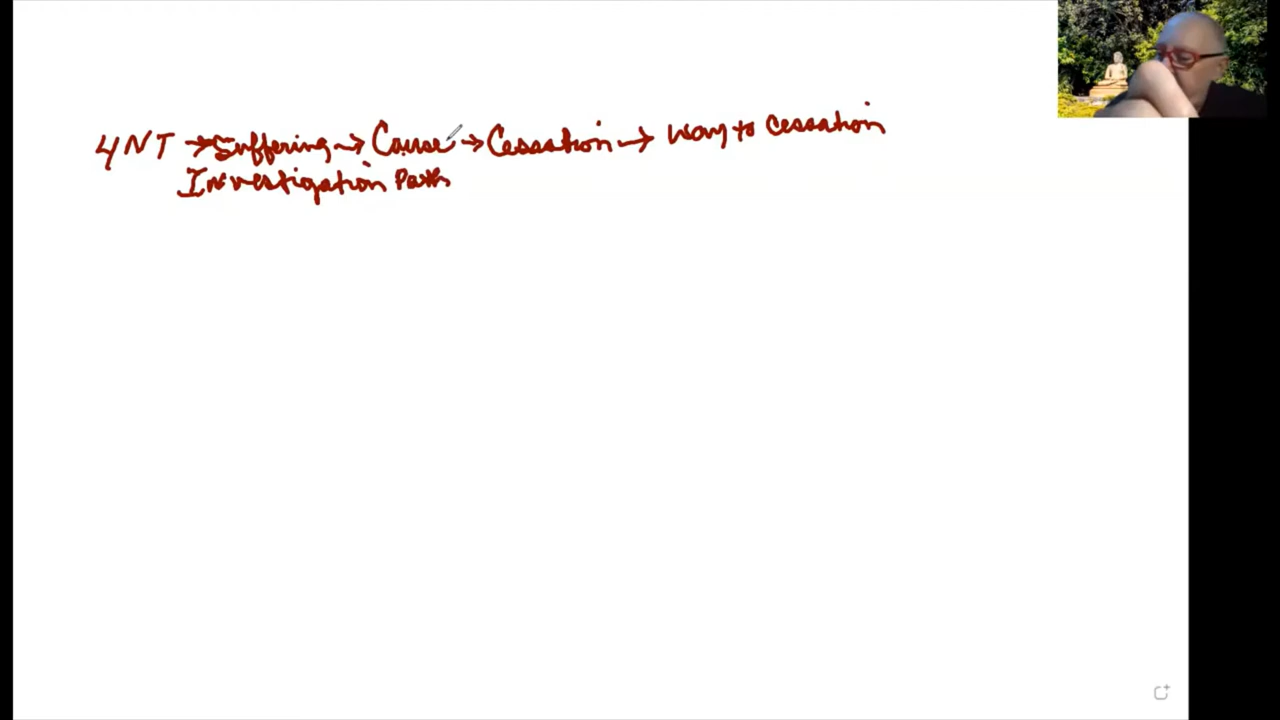 4NT → Suffering → Cause → Cessation → Way to Cessation
Investigation Path